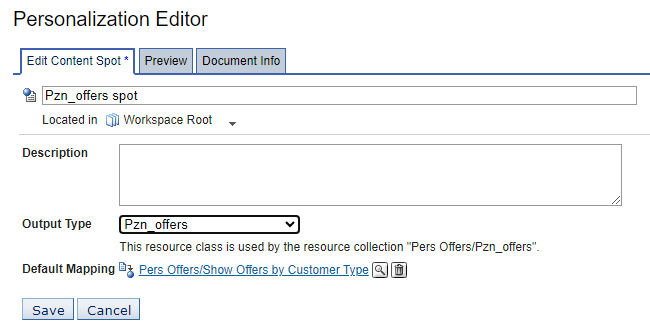 Personalization Editor
Edit Content Spot * Preview Document Info
Pzn_offers spot
Located in Workspace Root
Description
Output Type Pzn_offers
This resource class is used by the resource collection "Pers Offers/Pzn_offers".
Default Mapping Pers Offers/Show Offers by Customer Type
Save Cancel